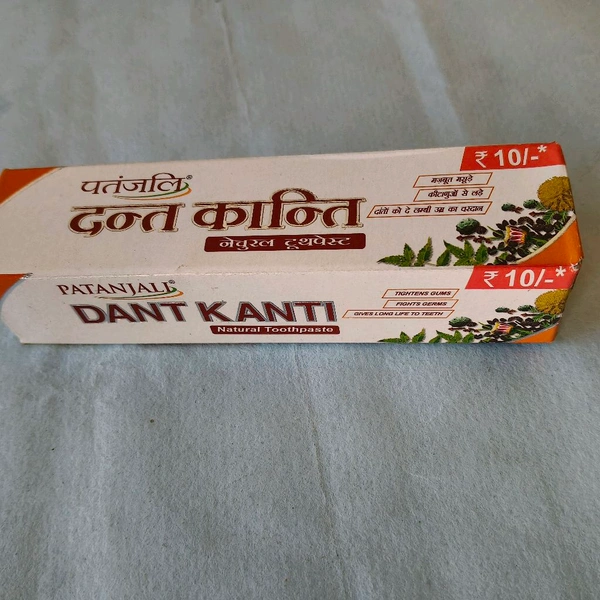 ₹ 10/-*
पतंजलि®
दन्त कान्ति
नेचुरल टूथपेस्ट
मजबूत मसूड़े
कीटाणुओं से लड़े
दांतों को दे लम्बी उम्र का वरदान
₹ 10/-*
PATANJALI®
DANT KANTI
Natural Toothpaste
TIGHTENS GUMS
FIGHTS GERMS
GIVES LONG LIFE TO TEETH